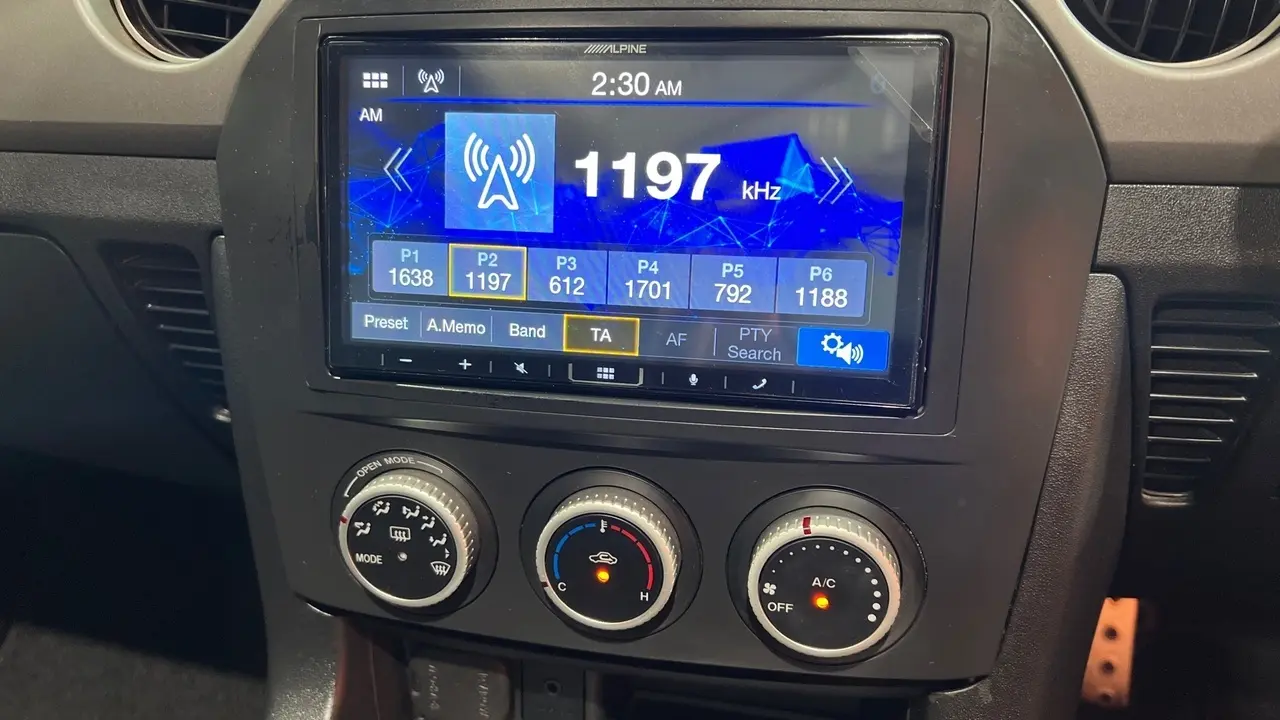 ALPINE
2:30 AM
AM
1197 kHz
P1 P2 P3 P4 P5 P6
1638 1197 612 1701 792 1188
Preset A.Memo Band TA AF PTY Search
OPEN MODE
MODE
C H
A/C
OFF